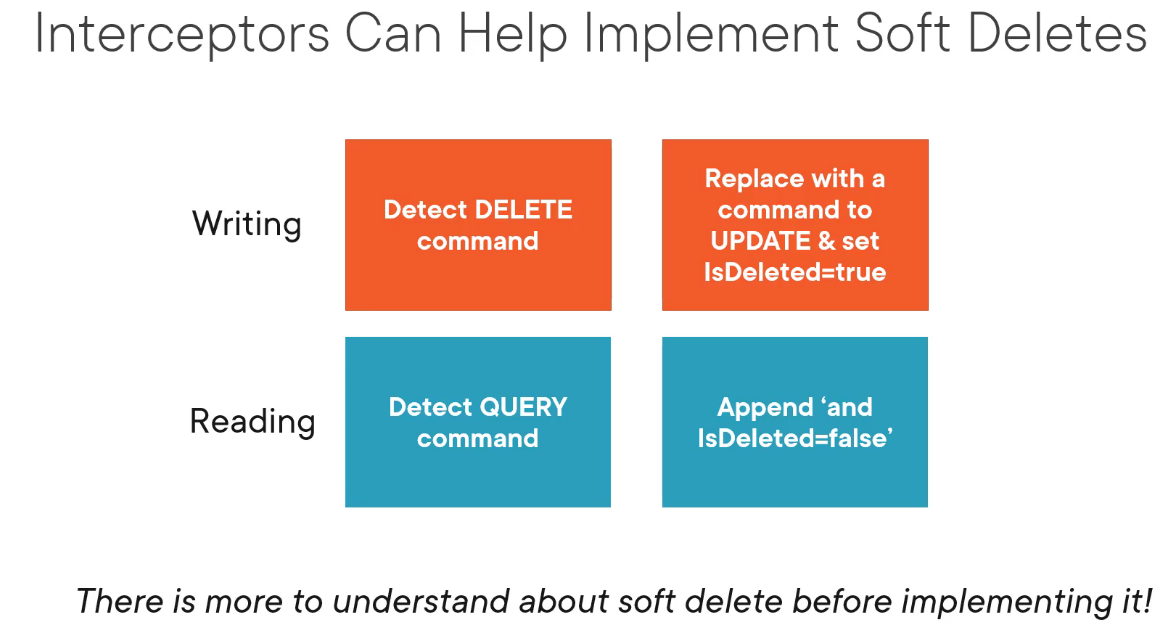 Interceptors Can Help Implement Soft Deletes
Writing
Detect DELETE
command
Replace with a
command to
UPDATE & set
IsDeleted=true
Reading
Detect QUERY
command
Append ‘and
IsDeleted=false’
There is more to understand about soft delete before implementing it!